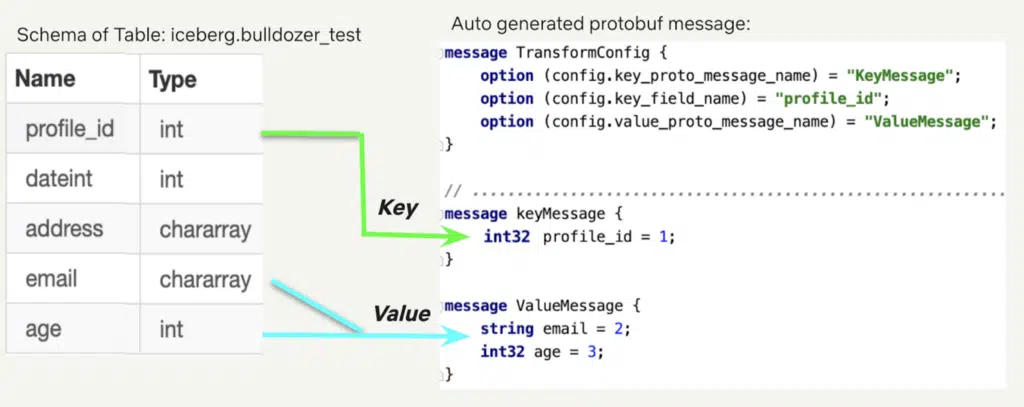 Schema of Table: iceberg.bulldozer_test
Name Type
profile_id int
dateint int
address chararray
email chararray
age int
Key
Value
Auto generated protobuf message:
message TransformConfig {
option (config.key_proto_message_name) = "KeyMessage";
option (config.key_field_name) = "profile_id";
option (config.value_proto_message_name) = "ValueMessage";
}
// ............................................................
message keyMessage {
int32 profile_id = 1;
}
message ValueMessage {
string email = 2;
int32 age = 3;
}